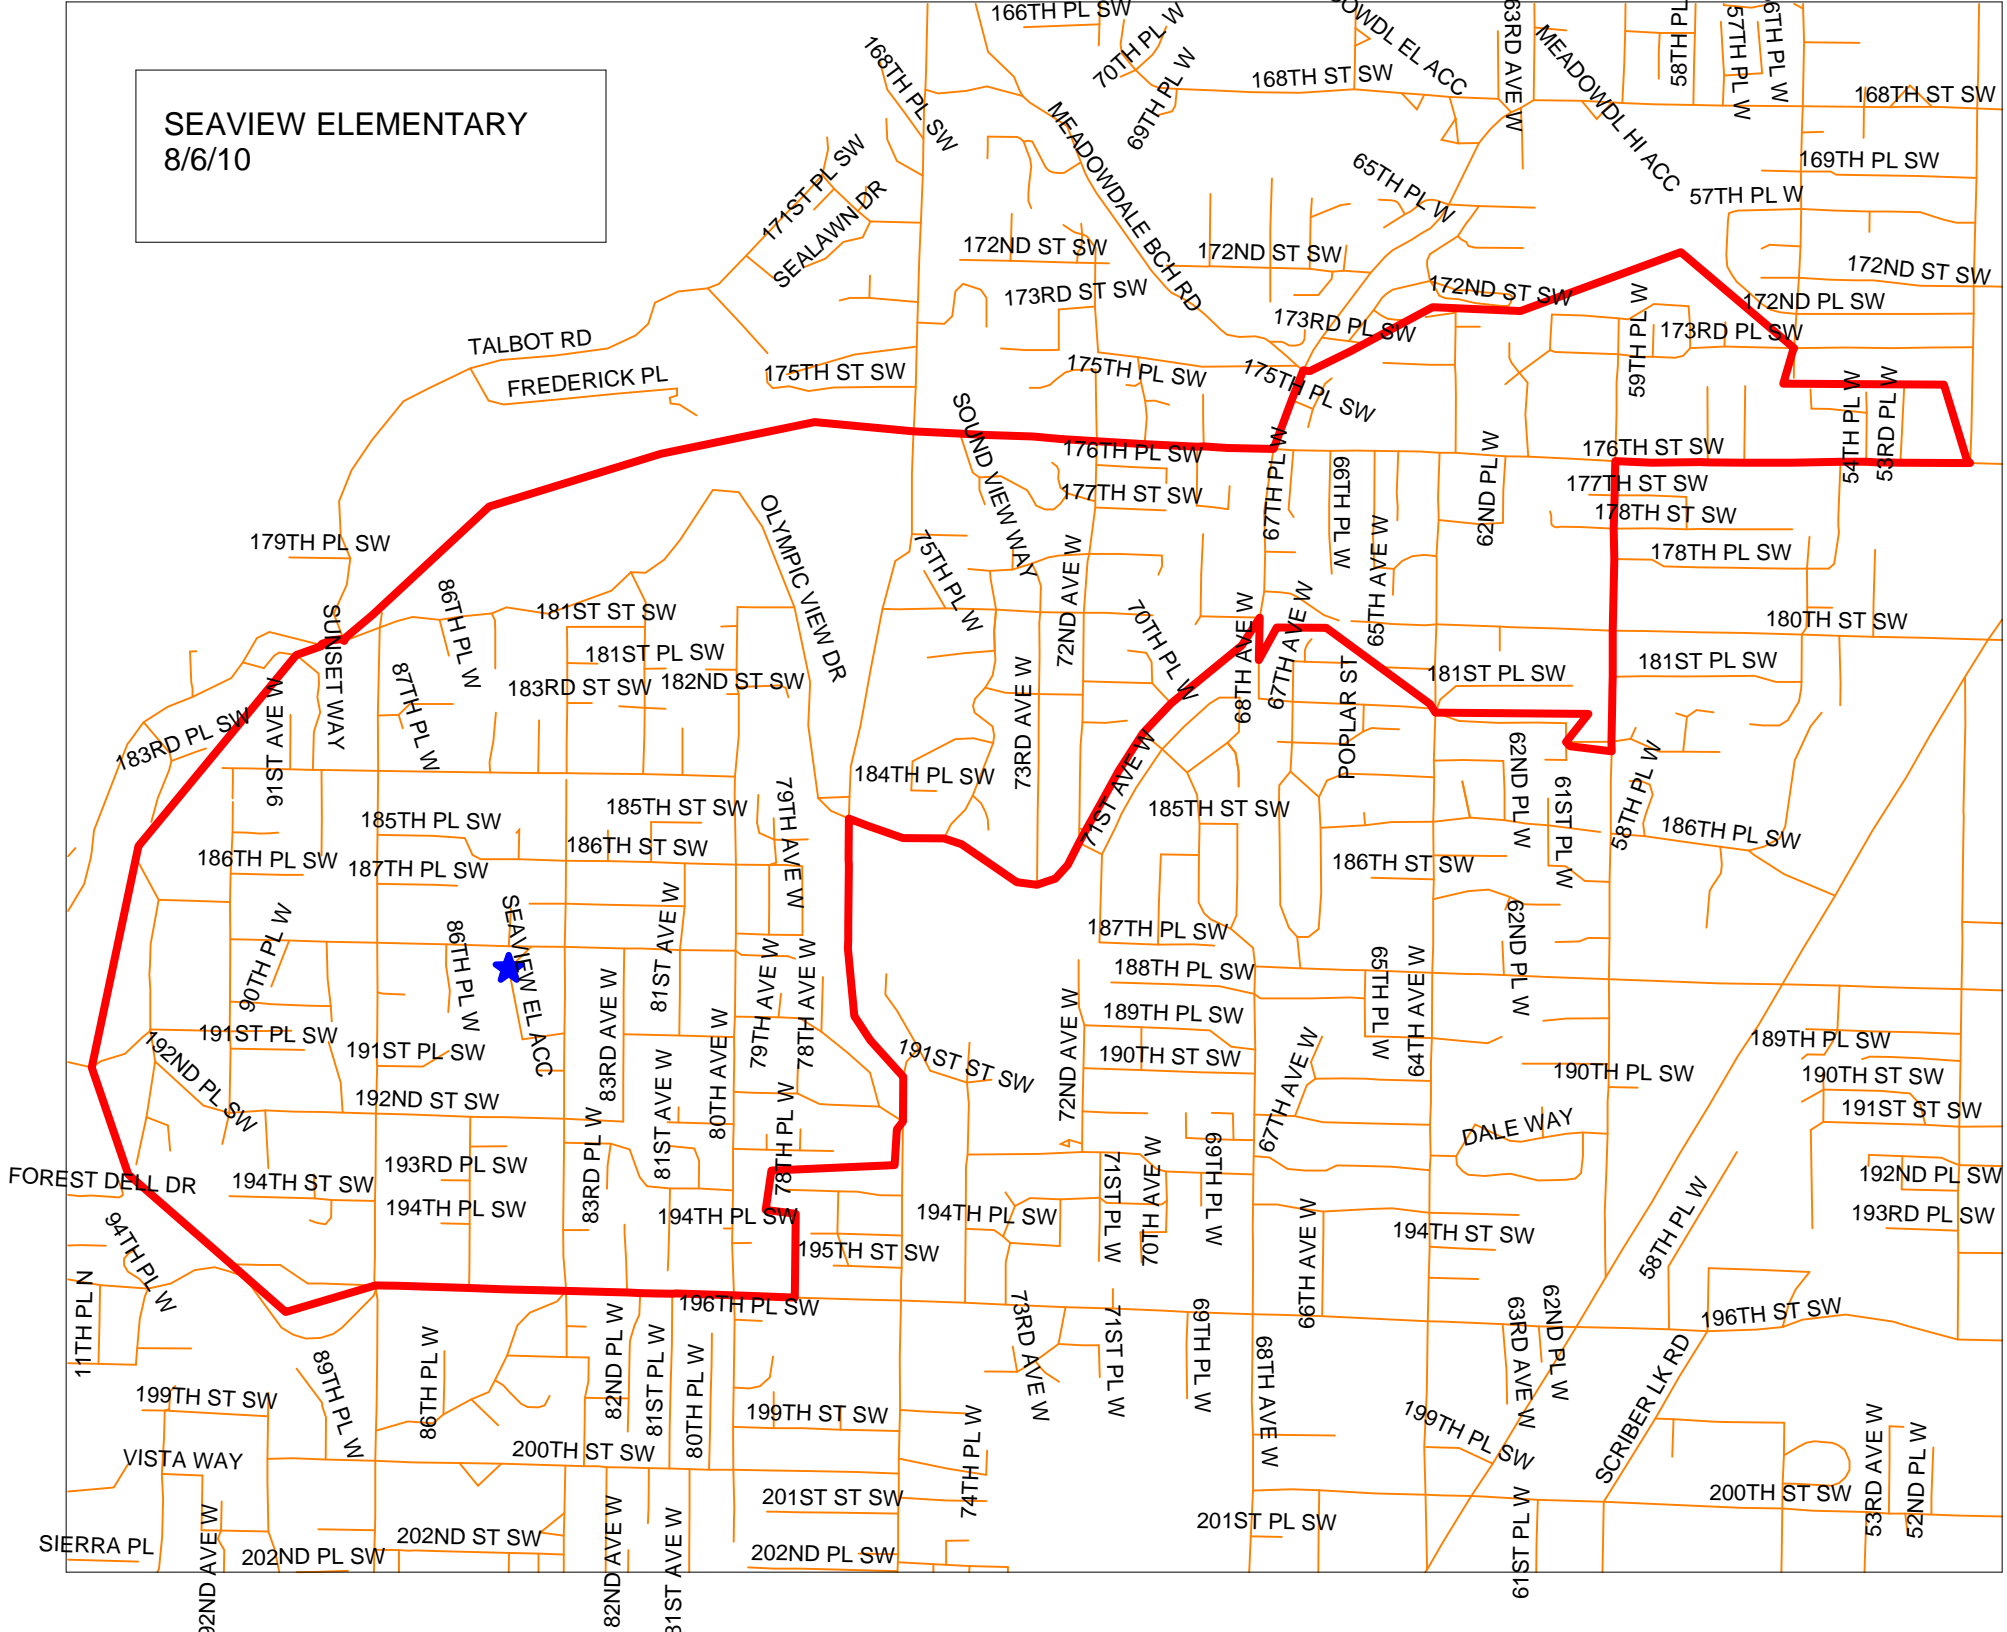 SEAVIEW ELEMENTARY
8/6/10
166TH PL SW
70TH PL W
69TH PL W
168TH PL SW
168TH ST SW
63RD AVE W
58TH PL
57TH PL W
168TH ST SW
MEADOWDL HI ACC
169TH PL SW
57TH PL W
65TH PL W
MEADOWDALE BCH RD
171ST PL SW
SEALAWN DR
172ND ST SW
172ND ST SW
172ND ST SW
172ND ST SW
172ND PL SW
173RD ST SW
173RD PL SW
173RD PL SW
59TH PL W
TALBOT RD
FREDERICK PL
175TH ST SW
175TH PL SW
175TH PL SW
54TH PL W
53RD PL W
SOUND VIEW WAY
176TH PL SW
176TH ST SW
177TH ST SW
177TH ST SW
178TH ST SW
178TH PL SW
67TH PL W
66TH PL W
65TH AVE W
62ND PL W
OLYMPIC VIEW DR
75TH PL W
72ND AVE W
179TH PL SW
SUNSET WAY
86TH PL W
181ST ST SW
181ST PL SW
183RD ST SW
182ND ST SW
87TH PL W
70TH PL W
68TH AVE W
67TH AVE W
180TH ST SW
181ST PL SW
181ST PL SW
POPLAR ST
73RD AVE W
183RD PL SW
91ST AVE W
184TH PL SW
71ST AVE W
79TH AVE W
185TH PL SW
185TH ST SW
185TH ST SW
62ND PL W
61ST PL W
58TH PL W
186TH PL SW
186TH PL SW
186TH ST SW
186TH ST SW
187TH PL SW
81ST AVE W
SEAVIEW EL ACC
90TH PL W
86TH PL W
83RD AVE W
79TH AVE W
78TH AVE W
187TH PL SW
188TH PL SW
65TH PL W
64TH AVE W
62ND PL W
189TH PL SW
189TH PL SW
190TH ST SW
190TH ST SW
190TH PL SW
191ST PL SW
191ST PL SW
191ST ST SW
191ST ST SW
192ND PL SW
192ND ST SW
81ST AVE W
80TH AVE W
78TH PL W
72ND AVE W
67TH AVE W
DALE WAY
192ND PL SW
193RD PL SW
193RD PL SW
83RD PL W
71ST PL W
70TH AVE W
69TH PL W
FOREST DELL DR
194TH ST SW
194TH PL SW
194TH PL SW
194TH PL SW
194TH ST SW
195TH ST SW
66TH AVE W
58TH PL W
94TH PL W
11TH PL N
196TH PL SW
196TH ST SW
82ND PL W
81ST PL W
80TH PL W
86TH PL W
89TH PL W
73RD AVE W
71ST PL W
69TH PL W
68TH AVE W
63RD AVE W
62ND PL W
SCRIBER LK RD
199TH ST SW
199TH ST SW
199TH PL SW
VISTA WAY
200TH ST SW
200TH ST SW
74TH PL W
53RD AVE W
52ND PL W
201ST ST SW
201ST PL SW
61ST PL W
SIERRA PL
92ND AVE W
202ND PL SW
202ND ST SW
82ND AVE W
81ST AVE W
202ND PL SW